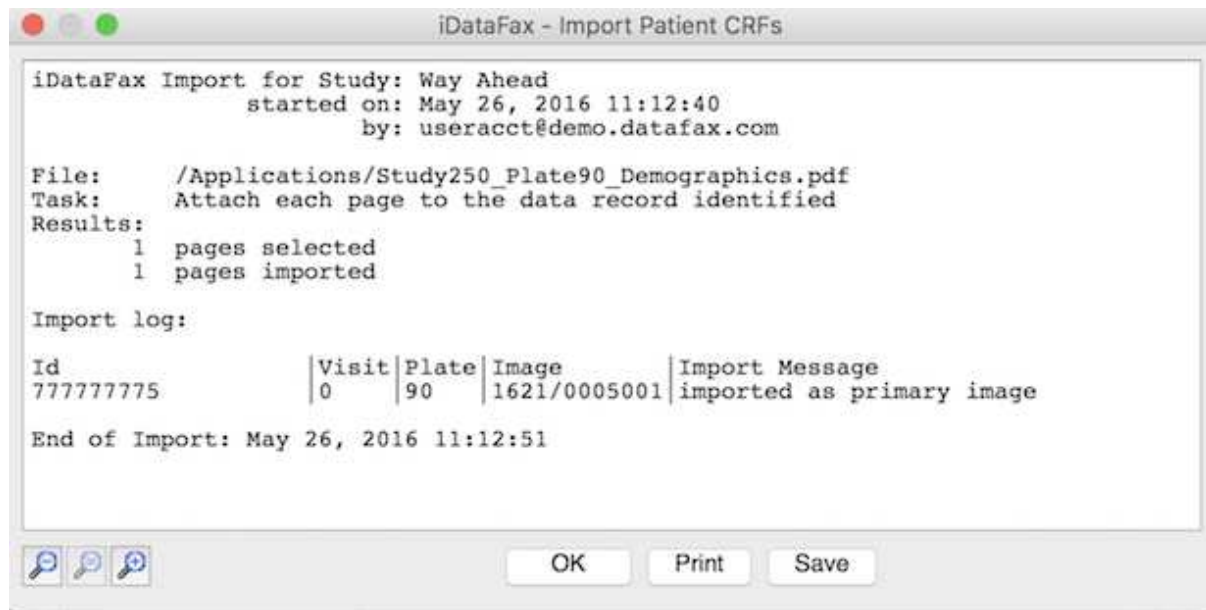 iDataFax - Import Patient CRFs
iDataFax Import for Study: Way Ahead
started on: May 26, 2016 11:12:40
by: useracct@demo.datafax.com
File: /Applications/Study250_Plate90_Demographics.pdf
Task: Attach each page to the data record identified
Results:
1 pages selected
1 pages imported
Import log:
Id |Visit|Plate|Image |Import Message
777777775 |0 |90 |1621/0005001|imported as primary image
End of Import: May 26, 2016 11:12:51
OK Print Save